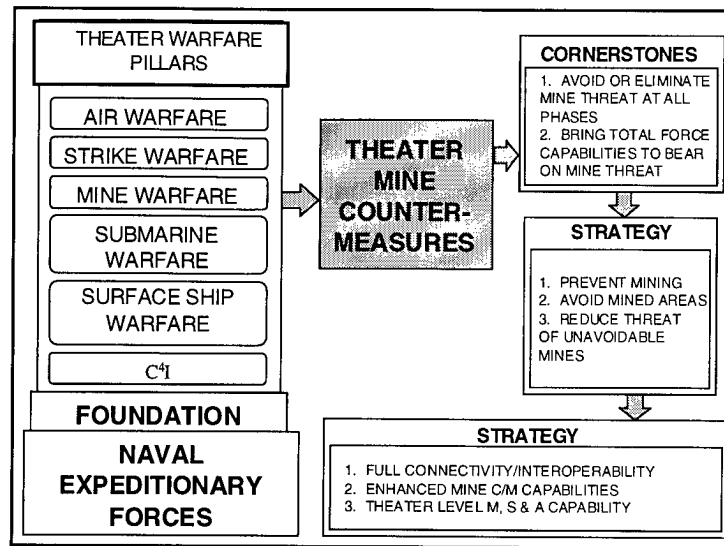 THEATER WARFARE
PILLARS
AIR WARFARE
STRIKE WARFARE
MINE WARFARE
SUBMARINE
WARFARE
SURFACE SHIP
WARFARE
C⁴I
FOUNDATION
NAVAL
EXPEDITIONARY
FORCES
THEATER
MINE
COUNTER-
MEASURES
CORNERSTONES
1. AVOID OR ELIMINATE
MINE THREAT AT ALL
PHASES
2. BRING TOTAL FORCE
CAPABILITIES TO BEAR
ON MINE THREAT
STRATEGY
1. PREVENT MINING
2. AVOID MINED AREAS
3. REDUCE THREAT
OF UNAVOIDABLE
MINES
STRATEGY
1. FULL CONNECTIVITY/INTEROPERABILITY
2. ENHANCED MINE C/M CAPABILITIES
3. THEATER LEVEL M, S & A CAPABILITY